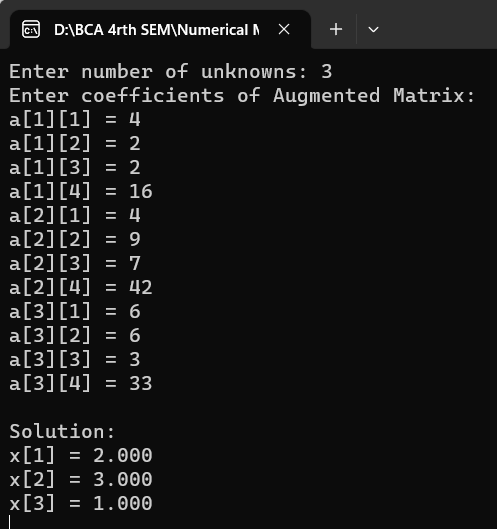 D:\BCA 4rth SEM\Numerical M
Enter number of unknowns: 3
Enter coefficients of Augmented Matrix:
a[1][1] = 4
a[1][2] = 2
a[1][3] = 2
a[1][4] = 16
a[2][1] = 4
a[2][2] = 9
a[2][3] = 7
a[2][4] = 42
a[3][1] = 6
a[3][2] = 6
a[3][3] = 3
a[3][4] = 33
Solution:
x[1] = 2.000
x[2] = 3.000
x[3] = 1.000